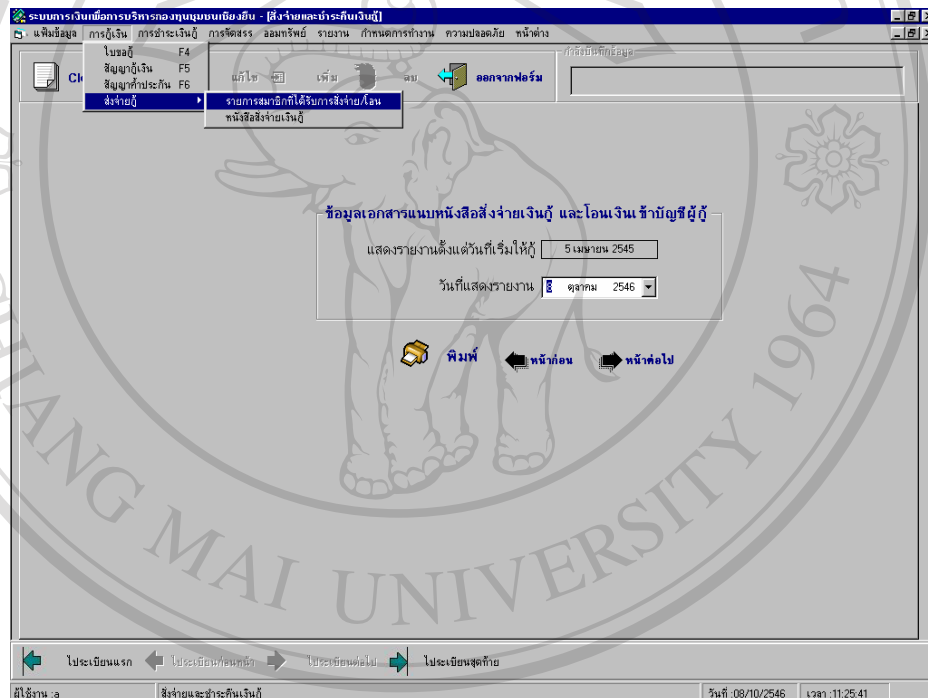 ระบบการเงินเพื่อการบริหารกองทุนชุมชนเชียงยืน - [สั่งจ่ายและชำระคืนเงินกู้]
แฟ้มข้อมูล การกู้เงิน การชำระเงินกู้ การจัดสรร ออมทรัพย์ รายงาน กำหนดการทำงาน ความปลอดภัย หน้าต่าง
ใบขอกู้ F4
สัญญากู้เงิน F5
สัญญาค้ำประกัน F6
สั่งจ่ายกู้
รายการสมาชิกที่ได้รับการสั่งจ่าย/โอน
หนังสือสั่งจ่ายเงินกู้
แก้ไข เพิ่ม ลบ ออกจากฟอร์ม
กำลังบันทึกข้อมูล
ข้อมูลเอกสารแนบหนังสือสั่งจ่ายเงินกู้ และโอนเงินเข้าบัญชีผู้กู้
แสดงรายงานตั้งแต่วันที่เริ่มให้กู้ 5 เมษายน 2545
วันที่แสดงรายงาน 8 ตุลาคม 2546
พิมพ์ หน้าก่อน หน้าต่อไป
ไประเบียนแรก ไประเบียนก่อนหน้า ไประเบียนต่อไป ไประเบียนสุดท้าย
ผู้ใช้งาน :a สั่งจ่ายและชำระคืนเงินกู้ วันที่ :08/10/2546 เวลา :11:25:41
ANG MAI UNIVERSITY 1964